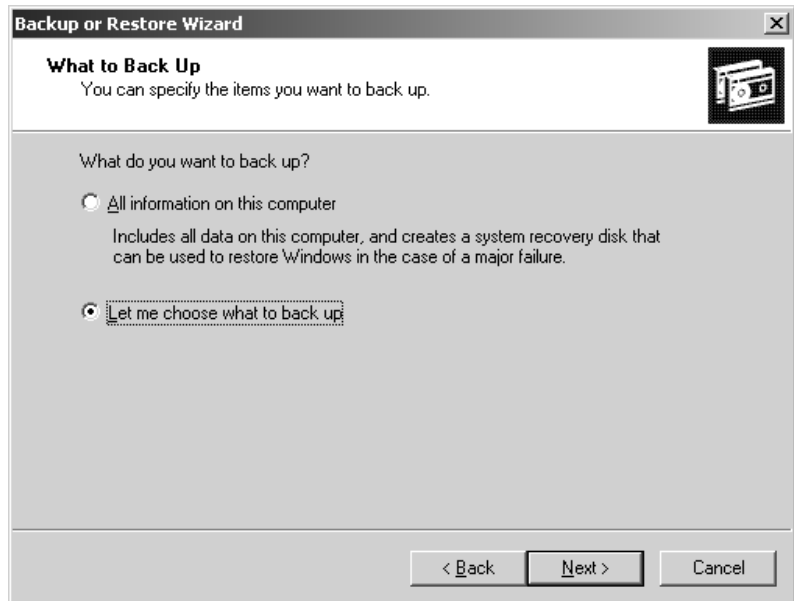 Backup or Restore Wizard
What to Back Up
You can specify the items you want to back up.
What do you want to back up?
All information on this computer
Includes all data on this computer, and creates a system recovery disk that
can be used to restore Windows in the case of a major failure.
Let me choose what to back up
< Back Next > Cancel